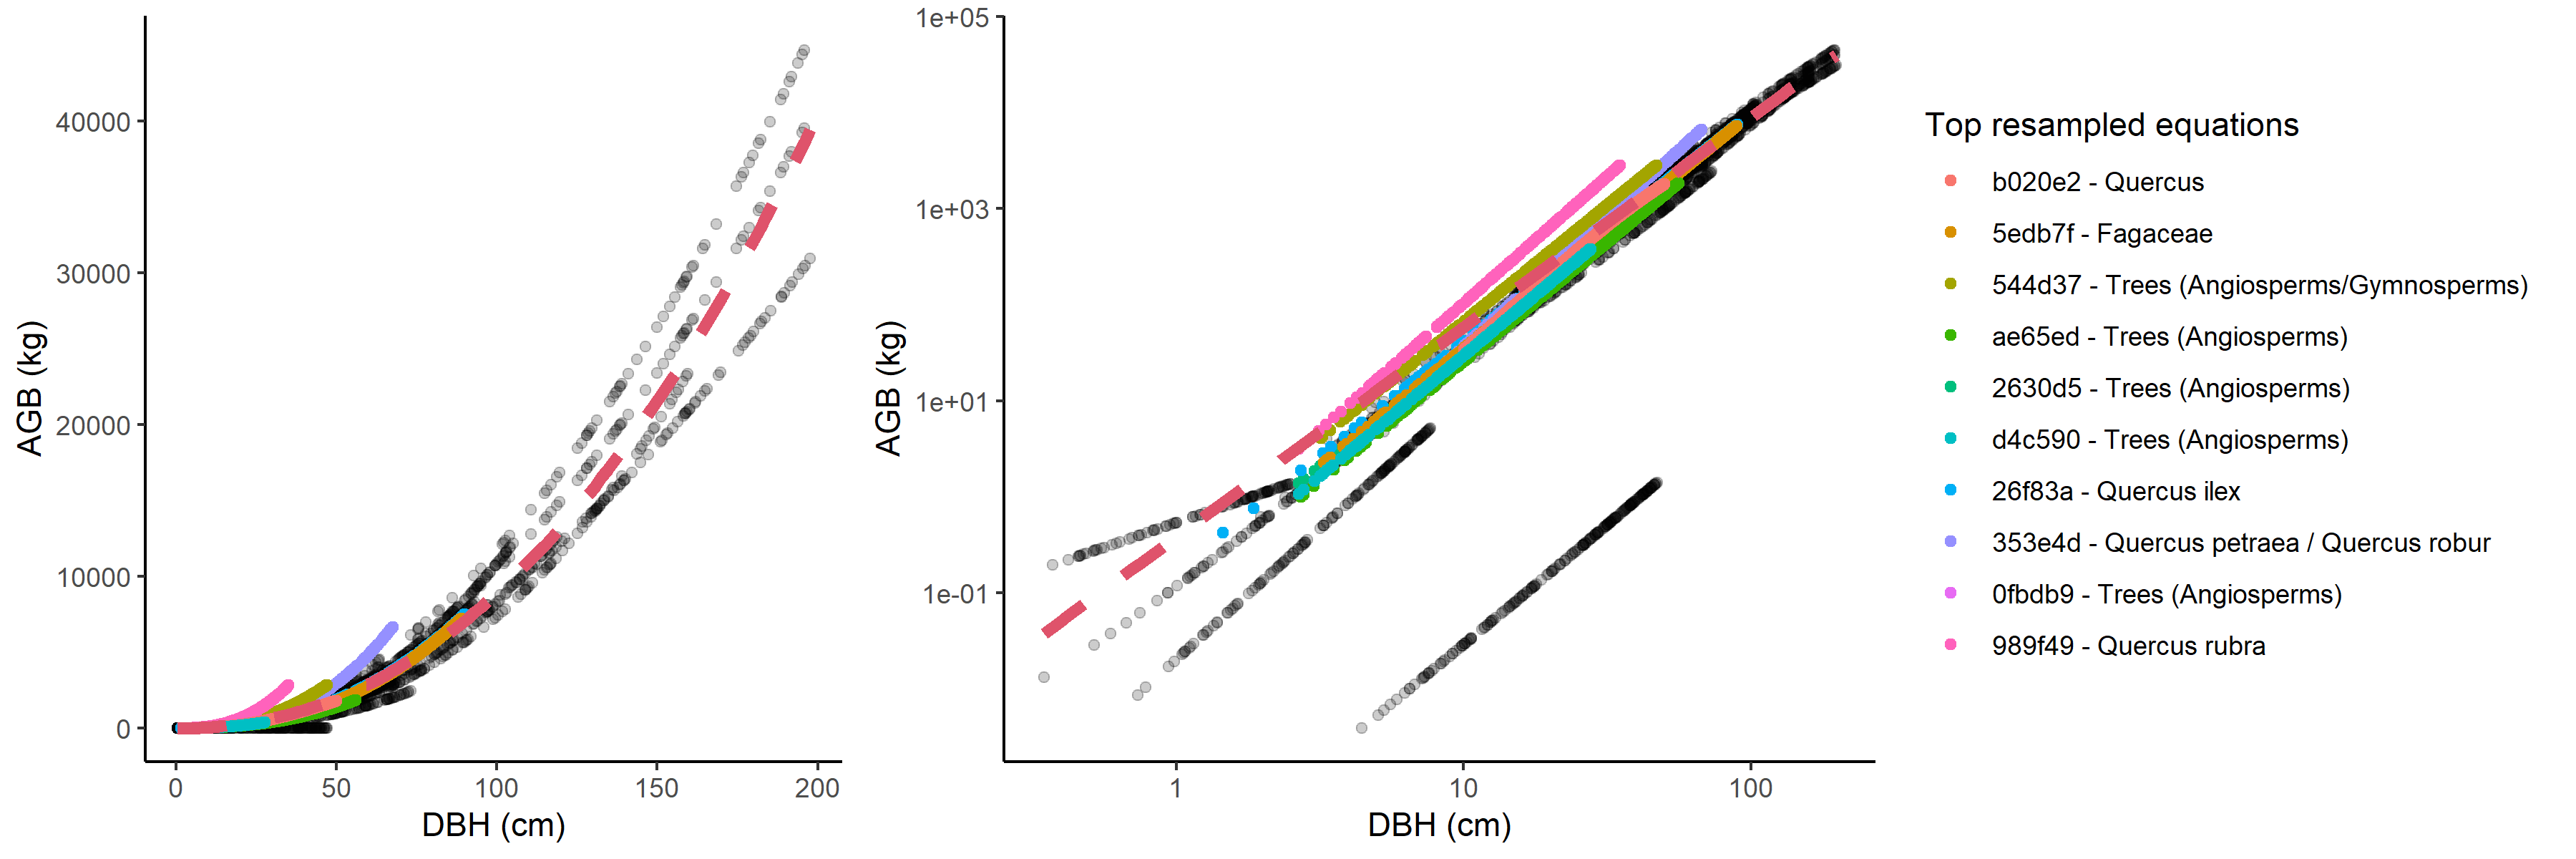 AGB (kg)
40000
30000
20000
10000
0
0 50 100 150 200
DBH (cm)
AGB (kg)
1e+05
1e+03
1e+01
1e-01
1 10 100
DBH (cm)
Top resampled equations
b020e2 - Quercus
5edb7f - Fagaceae
544d37 - Trees (Angiosperms/Gymnosperms)
ae65ed - Trees (Angiosperms)
2630d5 - Trees (Angiosperms)
d4c590 - Trees (Angiosperms)
26f83a - Quercus ilex
353e4d - Quercus petraea / Quercus robur
0fbdb9 - Trees (Angiosperms)
989f49 - Quercus rubra